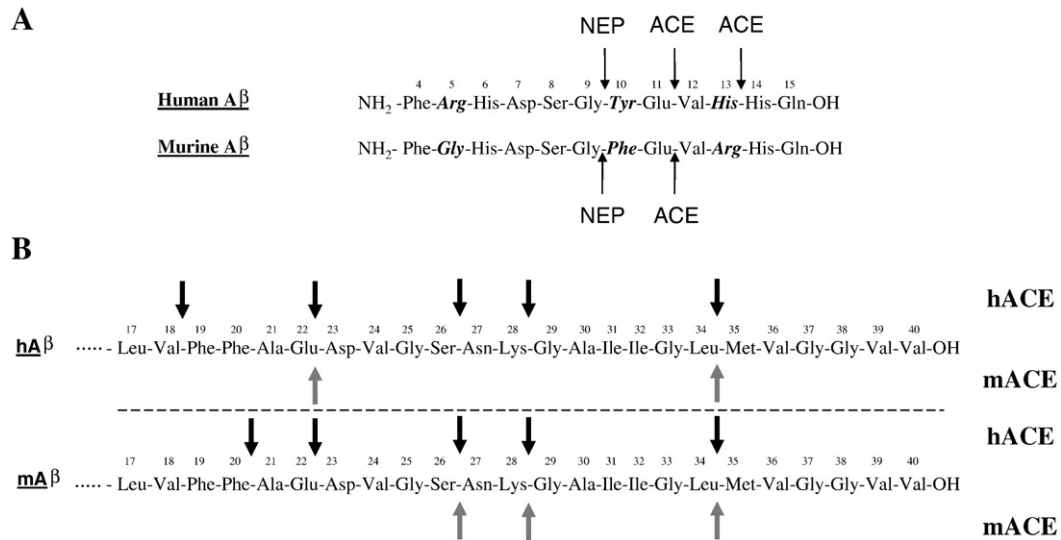 A
NEP ACE ACE
4 5 6 7 8 9 10 11 12 13 14 15
Human Aβ NH2 -Phe-Arg-His-Asp-Ser-Gly-Tyr-Glu-Val-His-His-Gln-OH
Murine Aβ NH2- Phe-Gly-His-Asp-Ser-Gly-Phe-Glu-Val-Arg-His-Gln-OH
NEP ACE
B
hACE
17 18 19 20 21 22 23 24 25 26 27 28 29 30 31 32 33 34 35 36 37 38 39 40
hAβ ..... - Leu-Val-Phe-Phe-Ala-Glu-Asp-Val-Gly-Ser-Asn-Lys-Gly-Ala-Ile-Ile-Gly-Leu-Met-Val-Gly-Gly-Val-Val-OH
mACE
hACE
17 18 19 20 21 22 23 24 25 26 27 28 29 30 31 32 33 34 35 36 37 38 39 40
mAβ ..... - Leu-Val-Phe-Phe-Ala-Glu-Asp-Val-Gly-Ser-Asn-Lys-Gly-Ala-Ile-Ile-Gly-Leu-Met-Val-Gly-Gly-Val-Val-OH
mACE